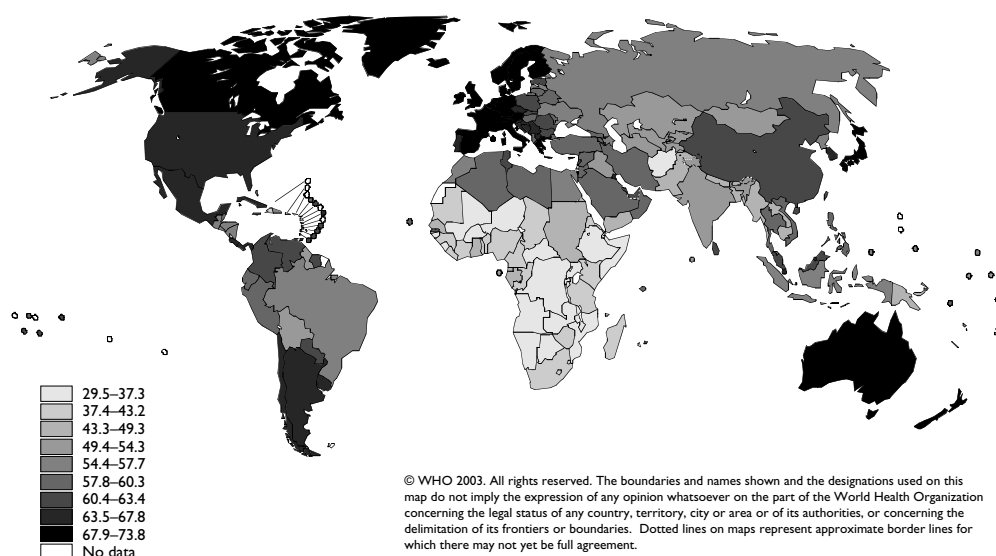 29.5–37.3
37.4–43.2
43.3–49.3
49.4–54.3
54.4–57.7
57.8–60.3
60.4–63.4
63.5–67.8
67.9–73.8
No data
© WHO 2003. All rights reserved. The boundaries and names shown and the designations used on this
map do not imply the expression of any opinion whatsoever on the part of the World Health Organization
concerning the legal status of any country, territory, city or area or of its authorities, or concerning the
delimitation of its frontiers or boundaries.  Dotted lines on maps represent approximate border lines for
which there may not yet be full agreement.